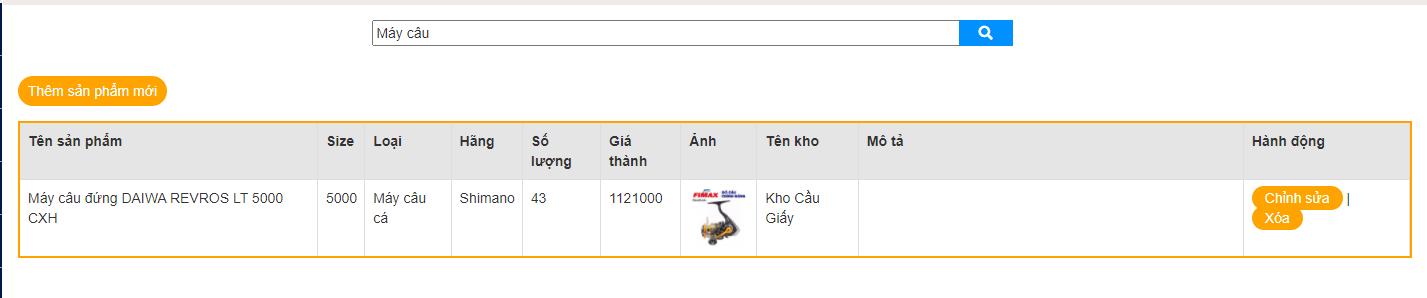 Máy câu
Thêm sản phẩm mới
Tên sản phẩm Size Loại Hãng Số lượng Giá thành Ảnh Tên kho Mô tả Hành động
Máy câu đứng DAIWA REVROS LT 5000 CXH 5000 Máy câu cá Shimano 43 1121000 FIMAX Kho Cầu Giấy Chỉnh sửa | Xóa